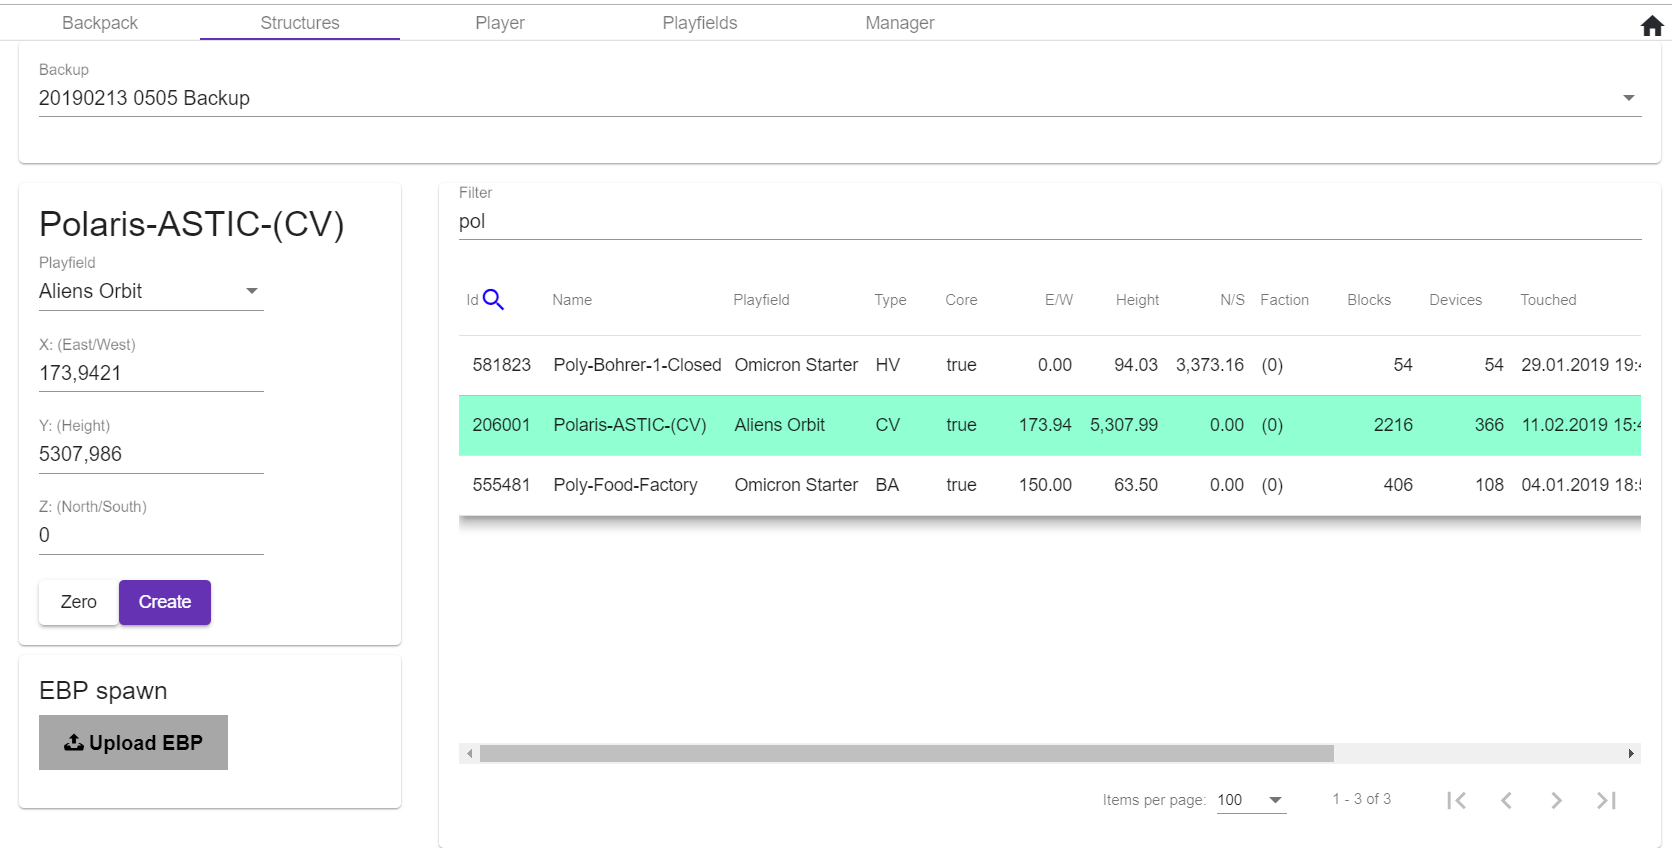 Backpack Structures Player Playfields Manager
Backup
20190213 0505 Backup
Polaris-ASTIC-(CV)
Playfield
Aliens Orbit
X: (East/West)
173,9421
Y: (Height)
5307,986
Z: (North/South)
0
Zero Create
EBP spawn
Upload EBP
Filter
pol
Id Name Playfield Type Core E/W Height N/S Faction Blocks Devices Touched
581823 Poly-Bohrer-1-Closed Omicron Starter HV true 0.00 94.03 3,373.16 (0) 54 54 29.01.2019 19:4
206001 Polaris-ASTIC-(CV) Aliens Orbit CV true 173.94 5,307.99 0.00 (0) 2216 366 11.02.2019 15:4
555481 Poly-Food-Factory Omicron Starter BA true 150.00 63.50 0.00 (0) 406 108 04.01.2019 18:5
Items per page: 100 1 - 3 of 3